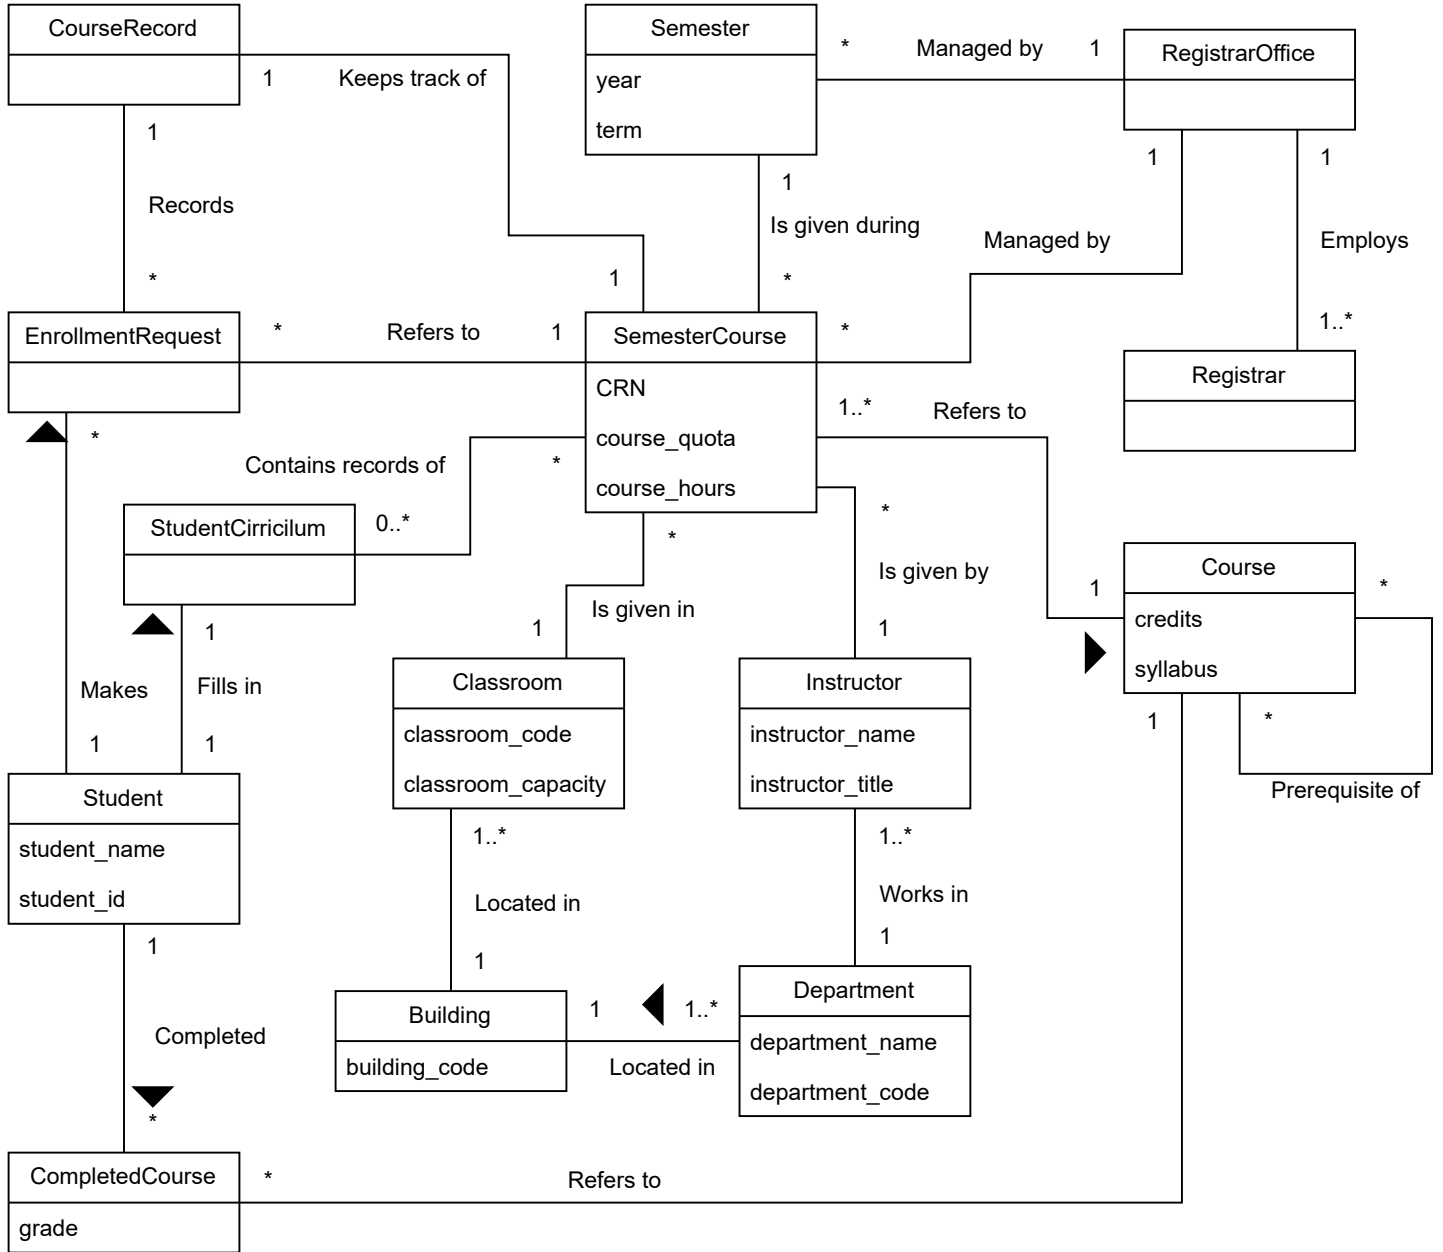 CourseRecord
1
Keeps track of
1
Records
*
1
Semester
year
term
*
Managed by
1
RegistrarOffice
1
Is given during
*
1
Managed by
*
1
Employs
1..*
Registrar
EnrollmentRequest
*
Refers to
1
SemesterCourse
CRN
course_quota
course_hours
1..*
Refers to
1
*
Contains records of
*
0..*
StudentCirricilum
*
Is given in
1
*
Is given by
1
Course
credits
syllabus
*
*
Prerequisite of
1
1
Fills in
1
Makes
1
Classroom
classroom_code
classroom_capacity
Instructor
instructor_name
instructor_title
Student
student_name
student_id
1..*
Located in
1
1..*
Works in
1
1
Completed
*
Building
building_code
1
1..*
Located in
Department
department_name
department_code
CompletedCourse
grade
*
Refers to